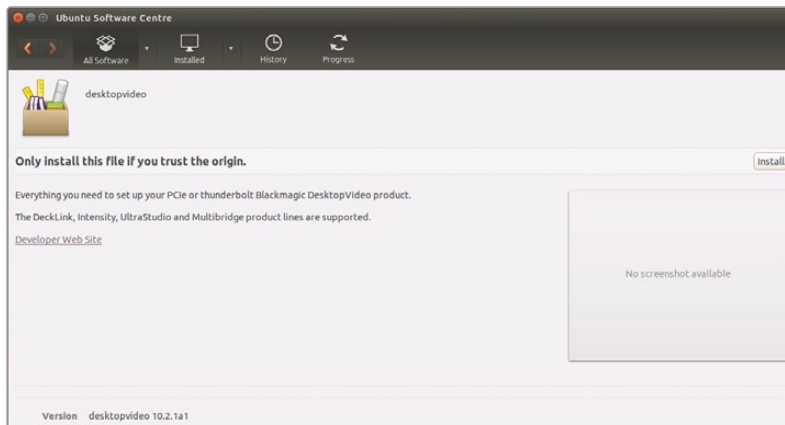 Ubuntu Software Centre
All Software
Installed
History
Progress
desktopvideo
Only install this file if you trust the origin.
Install
Everything you need to set up your PCIe or thunderbolt Blackmagic DesktopVideo product.
The DeckLink, Intensity, UltraStudio and Multibridge product lines are supported.
Developer Web Site
No screenshot available
Version desktopvideo 10.2.1a1